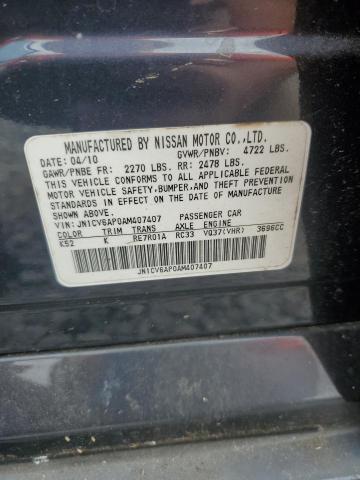 MANUFACTURED BY NISSAN MOTOR CO.,LTD.
DATE: 04/10 GVWR/PNBV: 4722 LBS.
GAWR/PNBE FR: 2270 LBS. RR: 2478 LBS.
THIS VEHICLE CONFORMS TO ALL APPLICABLE FEDERAL
MOTOR VEHICLE SAFETY,BUMPER,AND THEFT PREVENTION
STANDARDS IN EFFECT ON THE DATE OF MANUFACTURE
SHOWN ABOVE.
VIN: JN1CV6AP0AM407407 PASSENGER CAR
COLOR TRIM TRANS AXLE ENGINE
K52 K RE7R01A RC33 VQ37(VHR) 3696CC
JN1CV6AP0AM407407